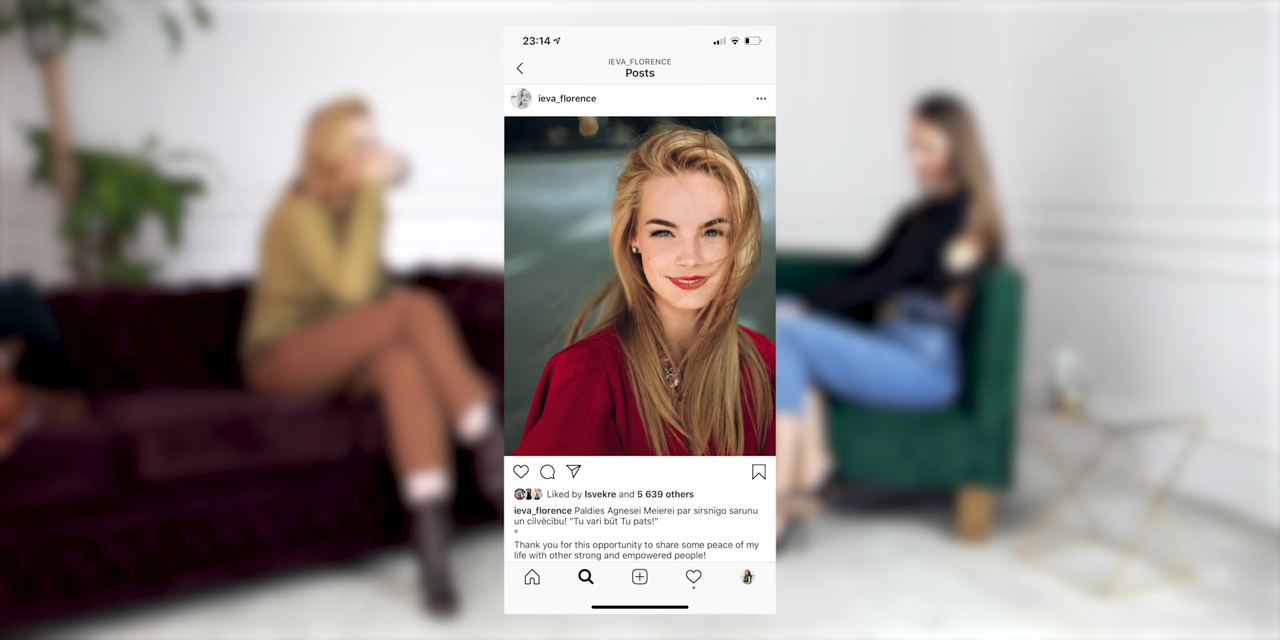 23:14
IEVA_FLORENCE
Posts
ieva_florence
Liked by lsvekre and 5 639 others
ieva_florence Paldies Agnesei Meierei par sirsnīgo sarunu
un cilvēcību! "Tu vari būt Tu pats!"
Thank you for this opportunity to share some peace of my
life with other strong and empowered people!